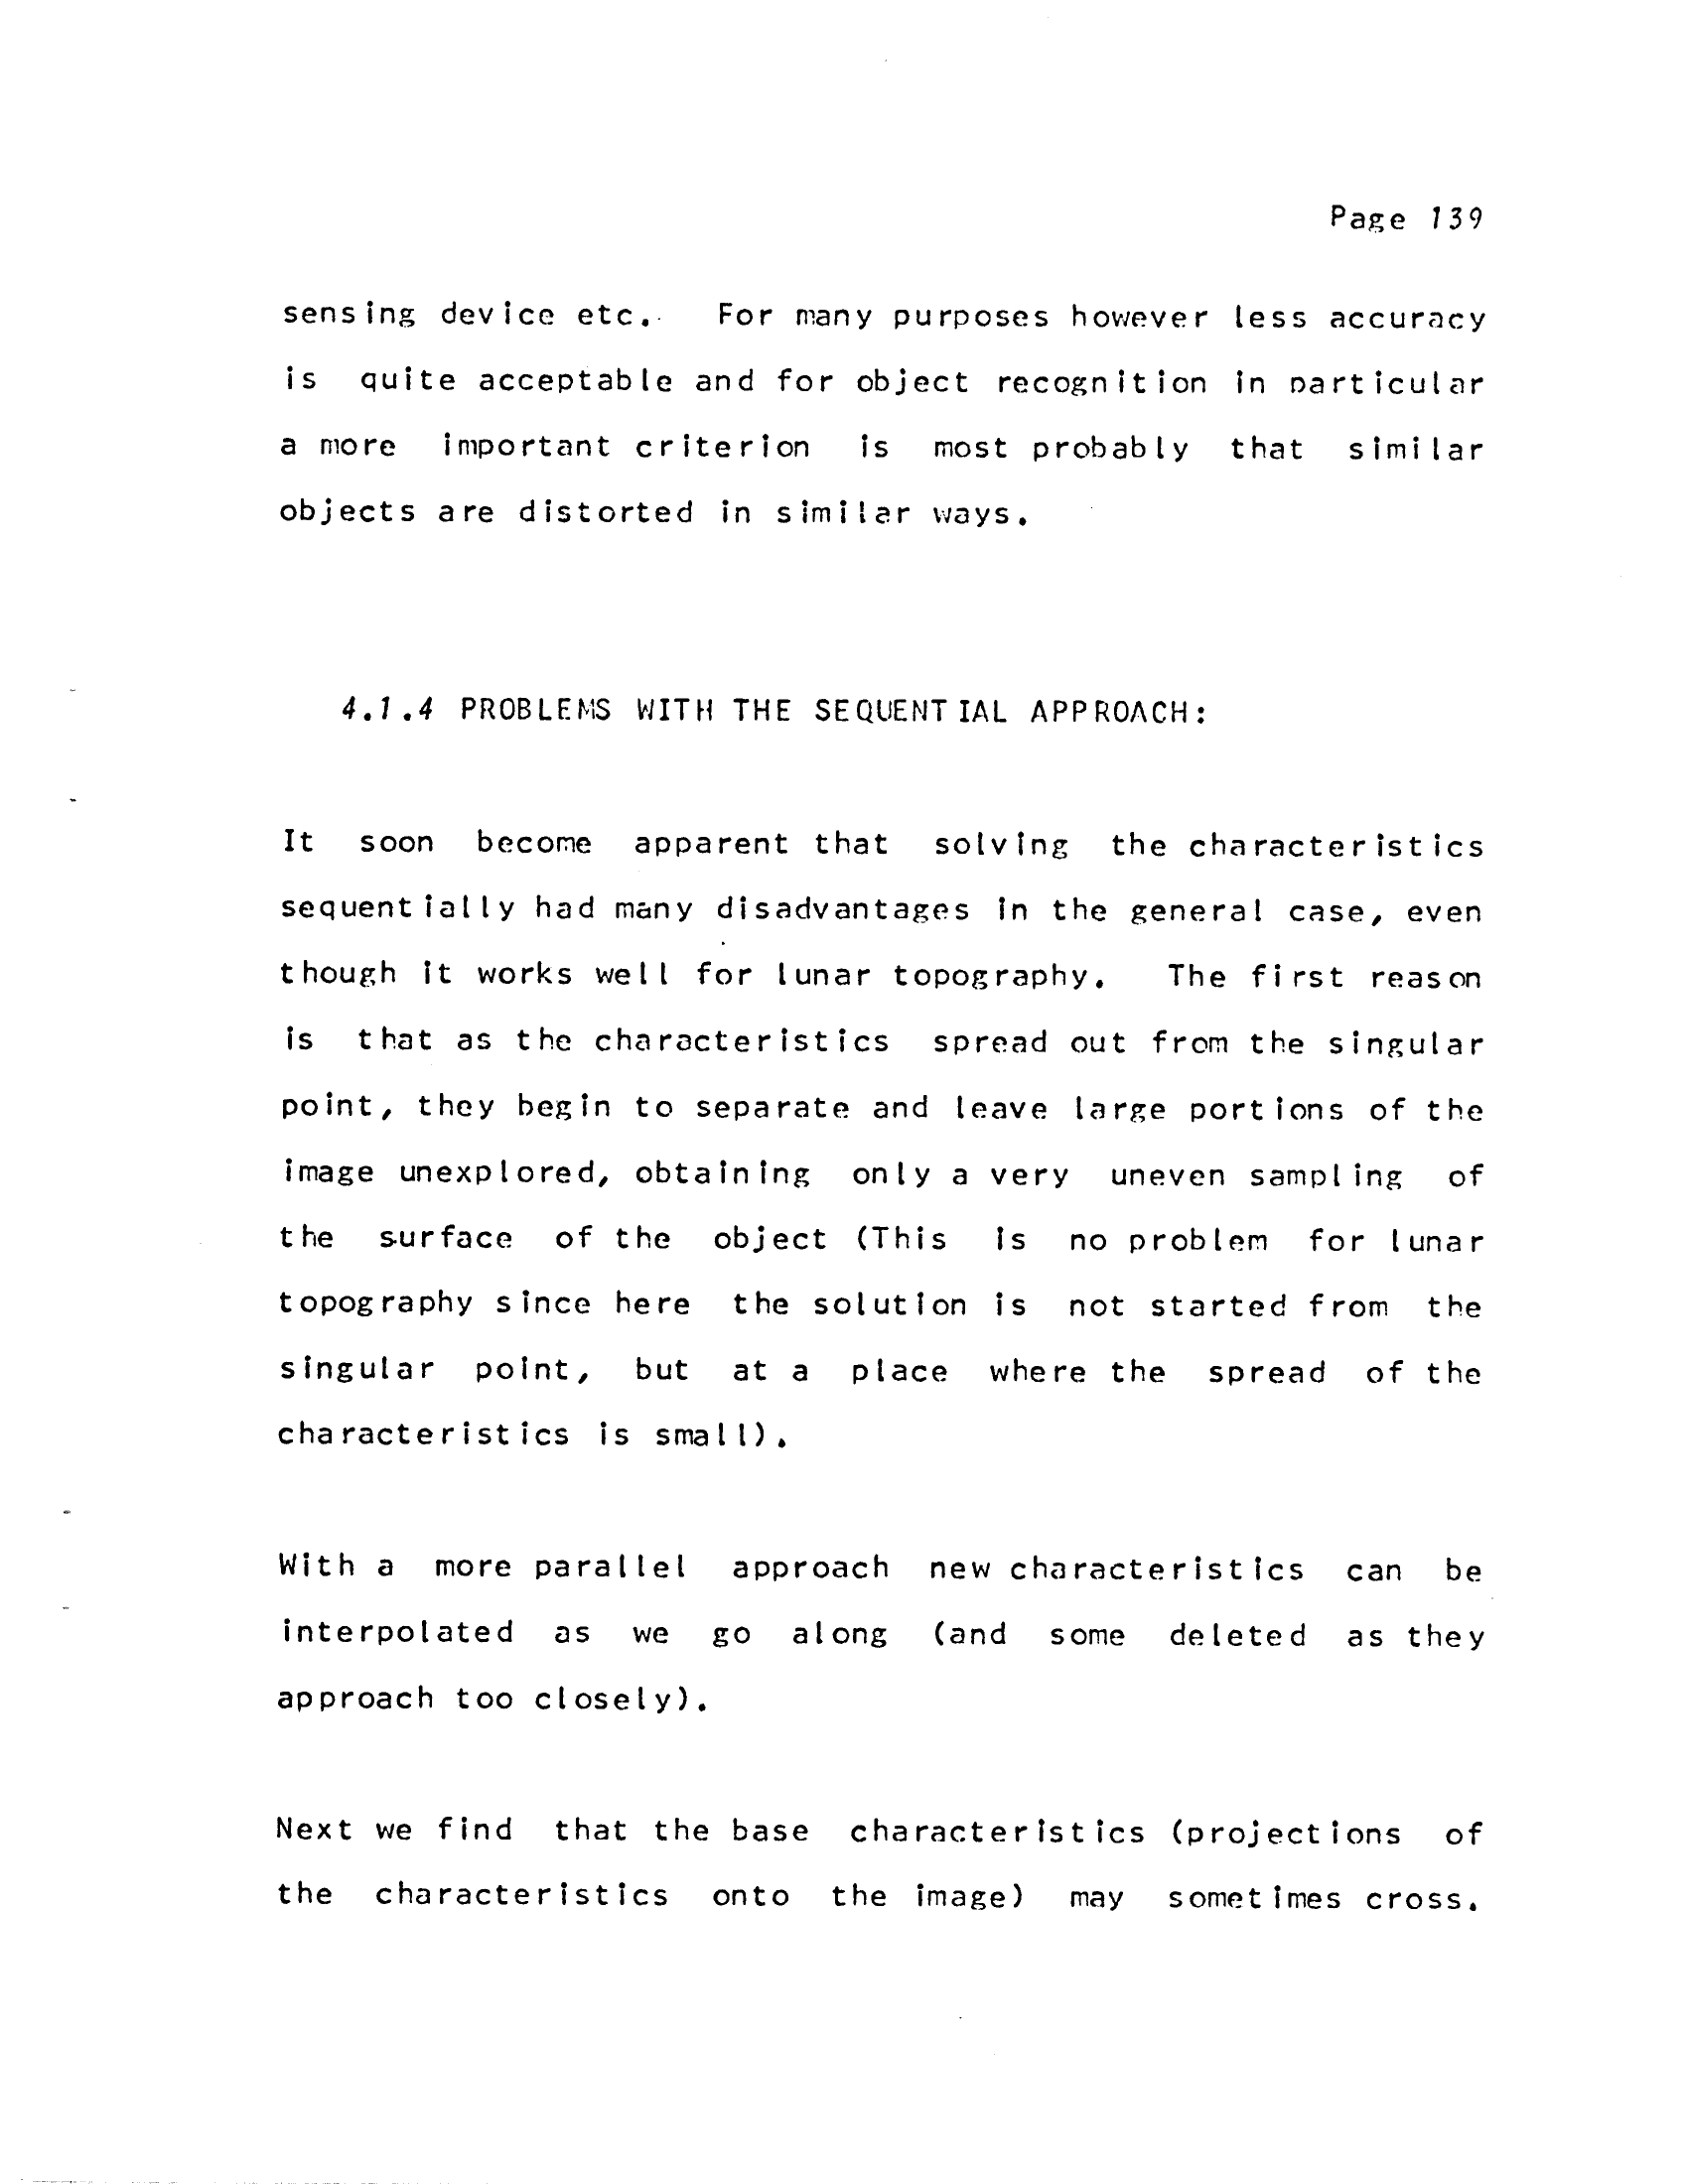 Page 139
sensing device etc. For many purposes however less accuracy
is quite acceptable and for object recognition in particular
a more important criterion is most probably that similar
objects are distorted in similar ways.
4.1.4 PROBLEMS WITH THE SEQUENTIAL APPROACH:
It soon become apparent that solving the characteristics
sequentially had many disadvantages in the general case, even
though it works well for lunar topography. The first reason
is that as the characteristics spread out from the singular
point, they begin to separate and leave large portions of the
image unexplored, obtaining only a very uneven sampling of
the surface of the object (This is no problem for lunar
topography since here the solution is not started from the
singular point, but at a place where the spread of the
characteristics is small).
With a more parallel approach new characteristics can be
interpolated as we go along (and some deleted as they
approach too closely).
Next we find that the base characteristics (projections of
the characteristics onto the image) may sometimes cross.